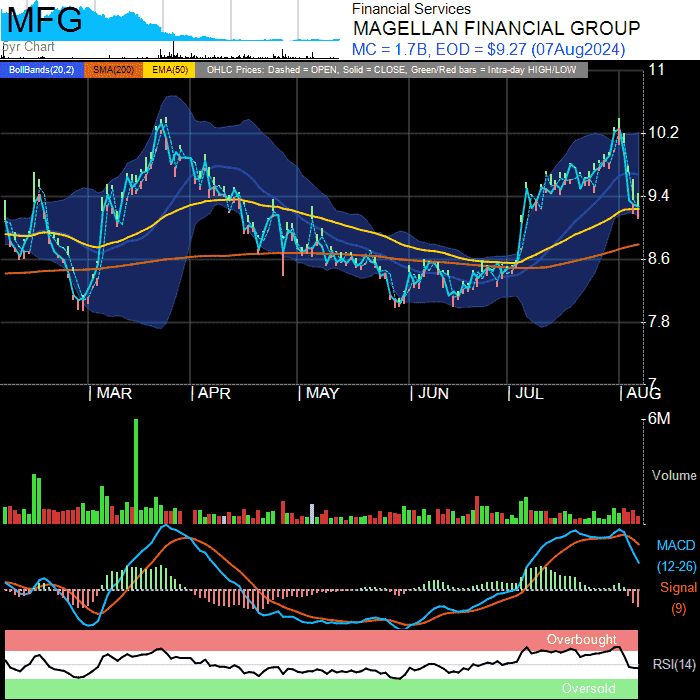 MFG
5yr Chart
Financial Services
MAGELLAN FINANCIAL GROUP
MC = 1.7B, EOD = $9.27 (07Aug2024)
BollBands(20,2) SMA(200) EMA(50) OHLC Prices: Dashed = OPEN, Solid = CLOSE, Green/Red bars = Intra-day HIGH/LOW
11
10.2
9.4
8.6
7.8
7
| MAR | APR | MAY | JUN | JUL | AUG
6M
Volume
MACD
(12-26)
Signal
(9)
Overbought
RSI(14)
Oversold